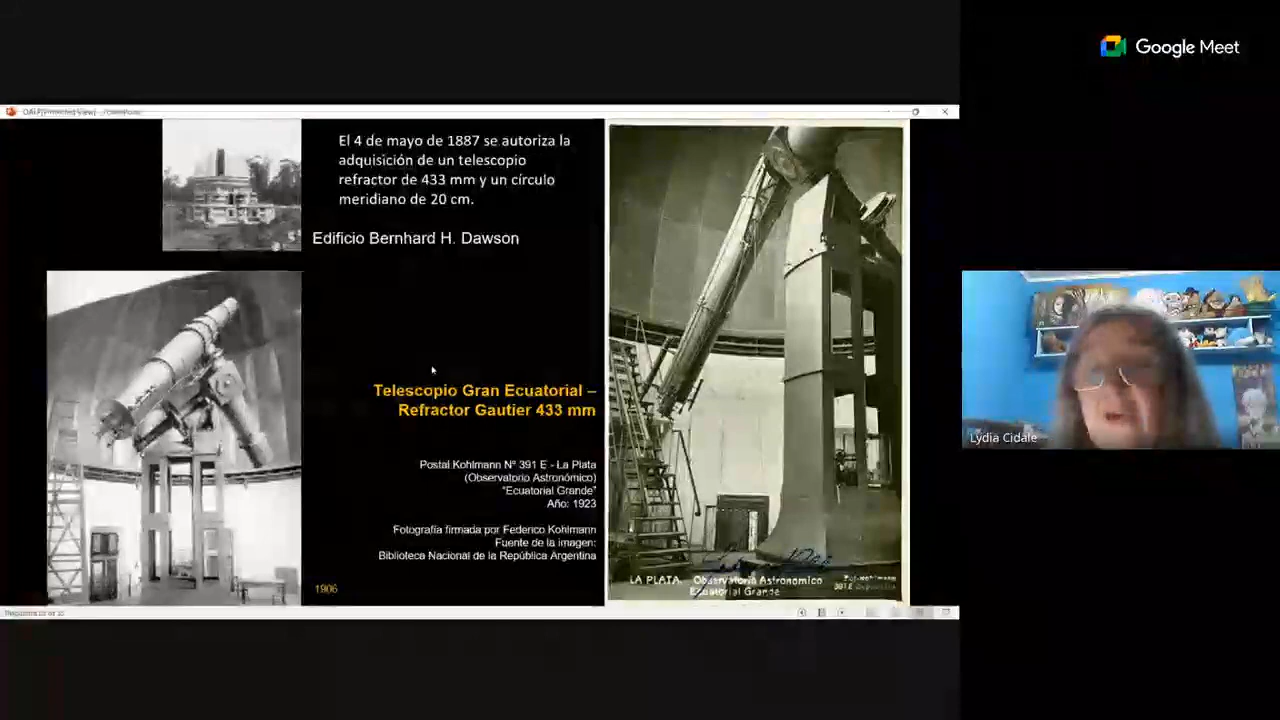 Google Meet
El 4 de mayo de 1887 se autoriza la
adquisición de un telescopio
refractor de 433 mm y un círculo
meridiano de 20 cm.
Edificio Bernhard H. Dawson
Telescopio Gran Ecuatorial –
Refractor Gautier 433 mm
Postal Kohlmann Nº 391 E - La Plata
(Observatorio Astronómico)
"Ecuatorial Grande"
Año: 1923
Fotografía firmada por Federico Kohlmann
Fuente de la imagen:
Biblioteca Nacional de la República Argentina
1906
LA PLATA. Observatorio Astronomico
Ecuatorial Grande
Lydia Cidale